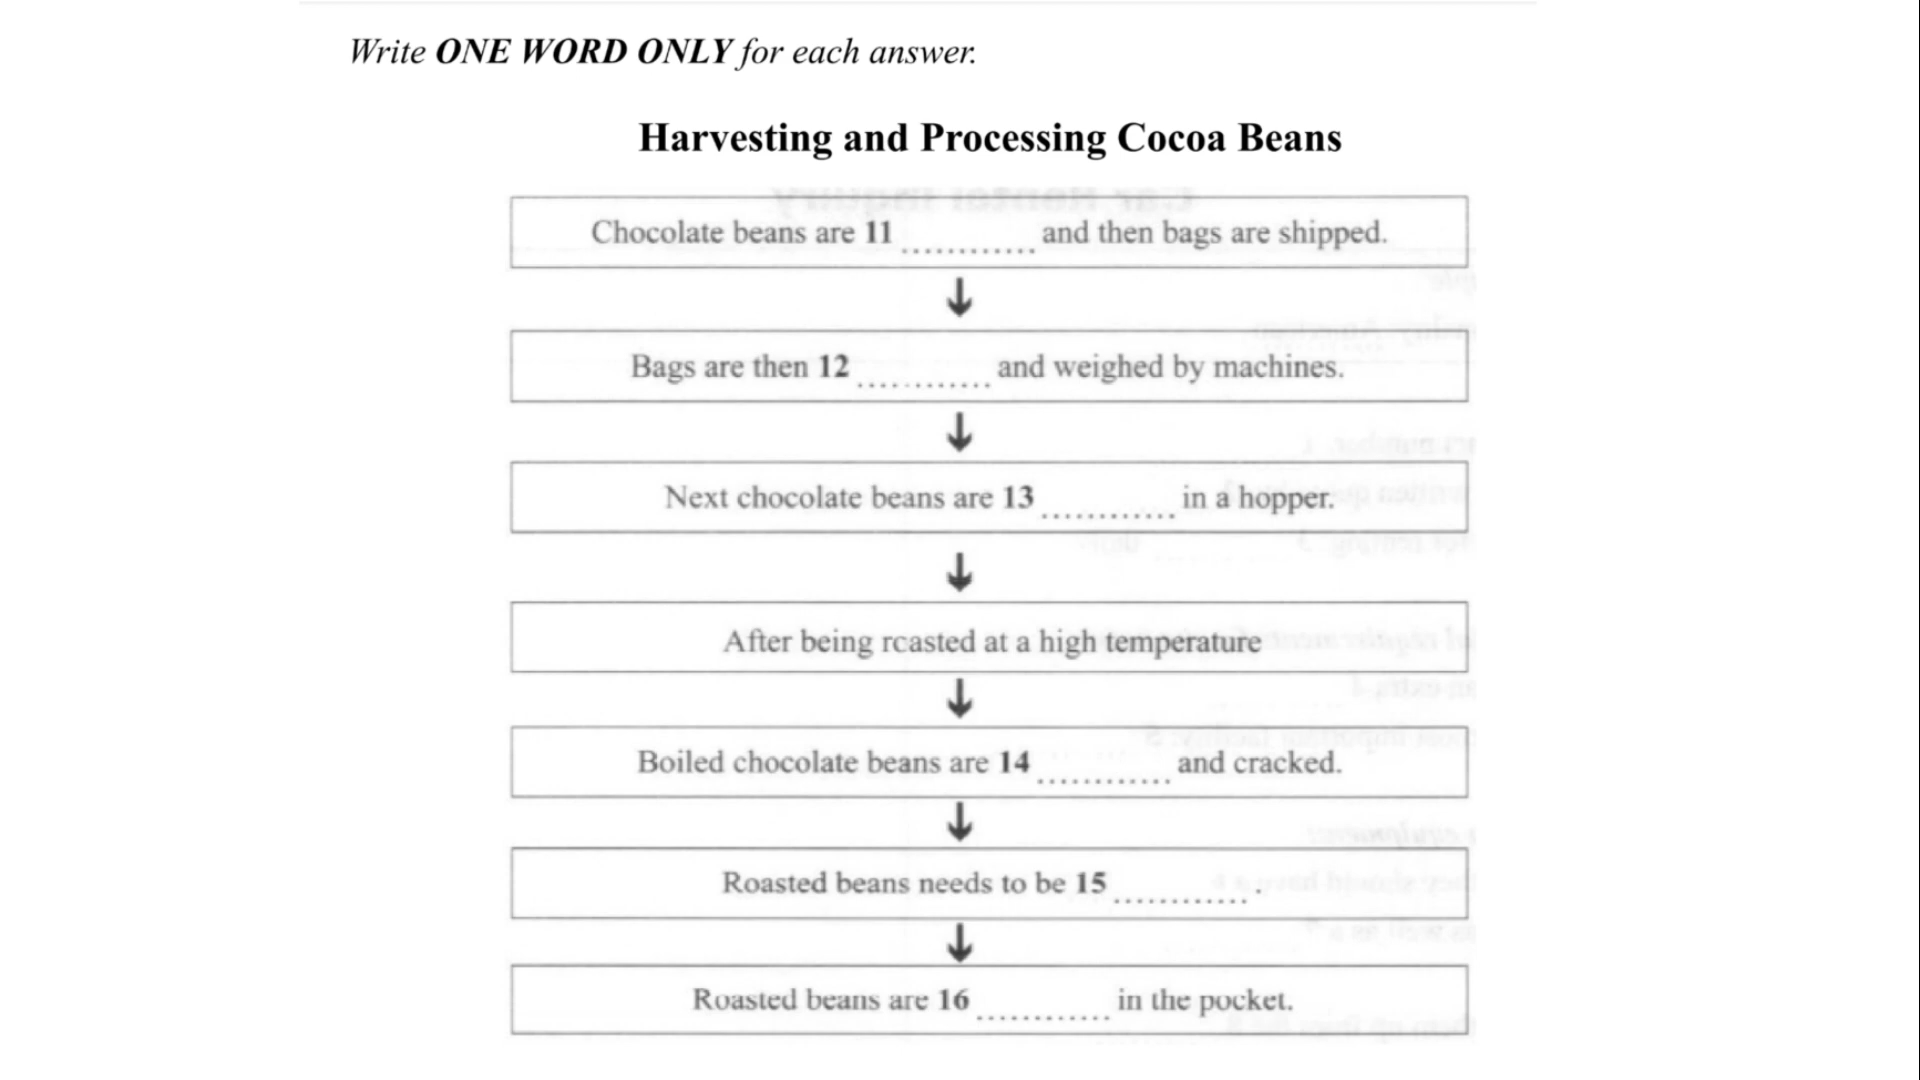 Write ONE WORD ONLY for each answer.
Harvesting and Processing Cocoa Beans
Chocolate beans are 11 ............ and then bags are shipped.
Bags are then 12 ............ and weighed by machines.
Next chocolate beans are 13 ............ in a hopper.
After being rcasted at a high temperature
Boiled chocolate beans are 14 ............ and cracked.
Roasted beans needs to be 15 ............ .
Roasted beans are 16 ............ in the pocket.